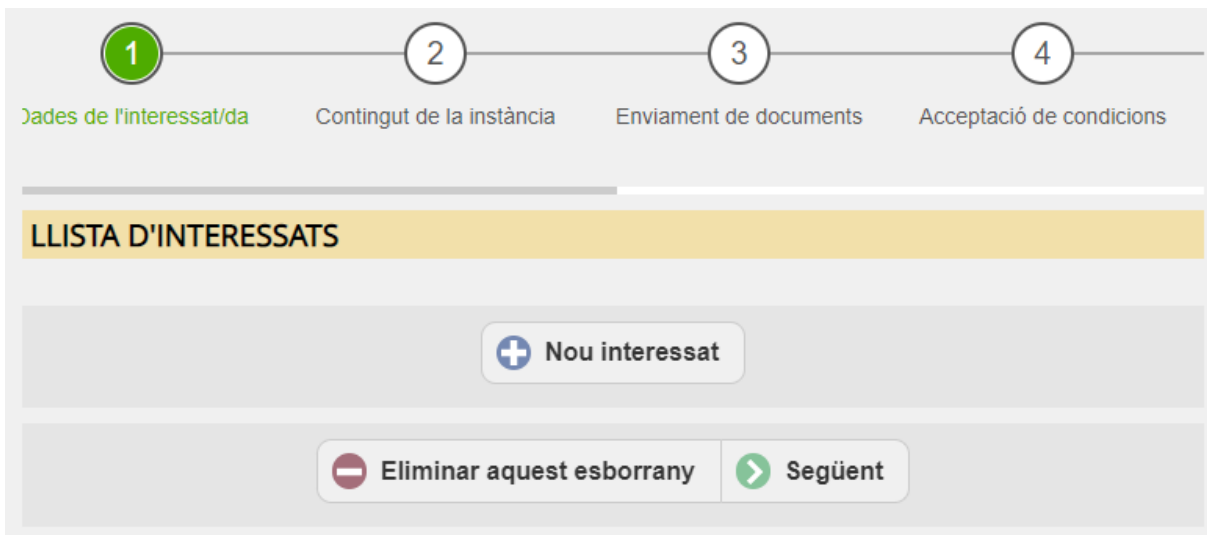 1 2 3 4
Dades de l'interessat/da Contingut de la instància Enviament de documents Acceptació de condicions
LLISTA D'INTERESSATS
Nou interessat
Eliminar aquest esborrany Següent